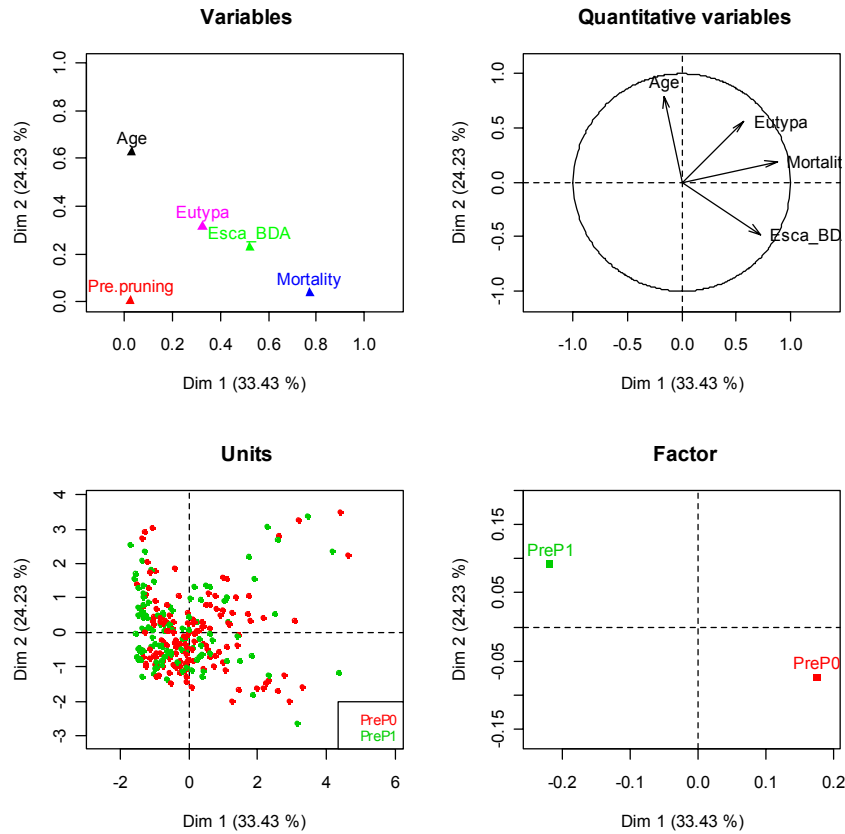 Variables
Dim 2 (24.23 %)
0.0 0.2 0.4 0.6 0.8 1.0
Age
Eutypa
Esca_BDA
Pre.pruning
Mortality
0.0 0.2 0.4 0.6 0.8 1.0
Dim 1 (33.43 %)
Quantitative variables
Dim 2 (24.23 %)
-1.0 -0.5 0.0 0.5 1.0
Age
Eutypa
Mortalit
Esca_BD
-1.0 -0.5 0.0 0.5 1.0
Dim 1 (33.43 %)
Units
Dim 2 (24.23 %)
-3 -2 -1 0 1 2 3 4
PreP0
PreP1
-2 0 2 4 6
Dim 1 (33.43 %)
Factor
Dim 2 (24.23 %)
-0.15 -0.05 0.05 0.15
PreP1
PreP0
-0.2 -0.1 0.0 0.1 0.2
Dim 1 (33.43 %)